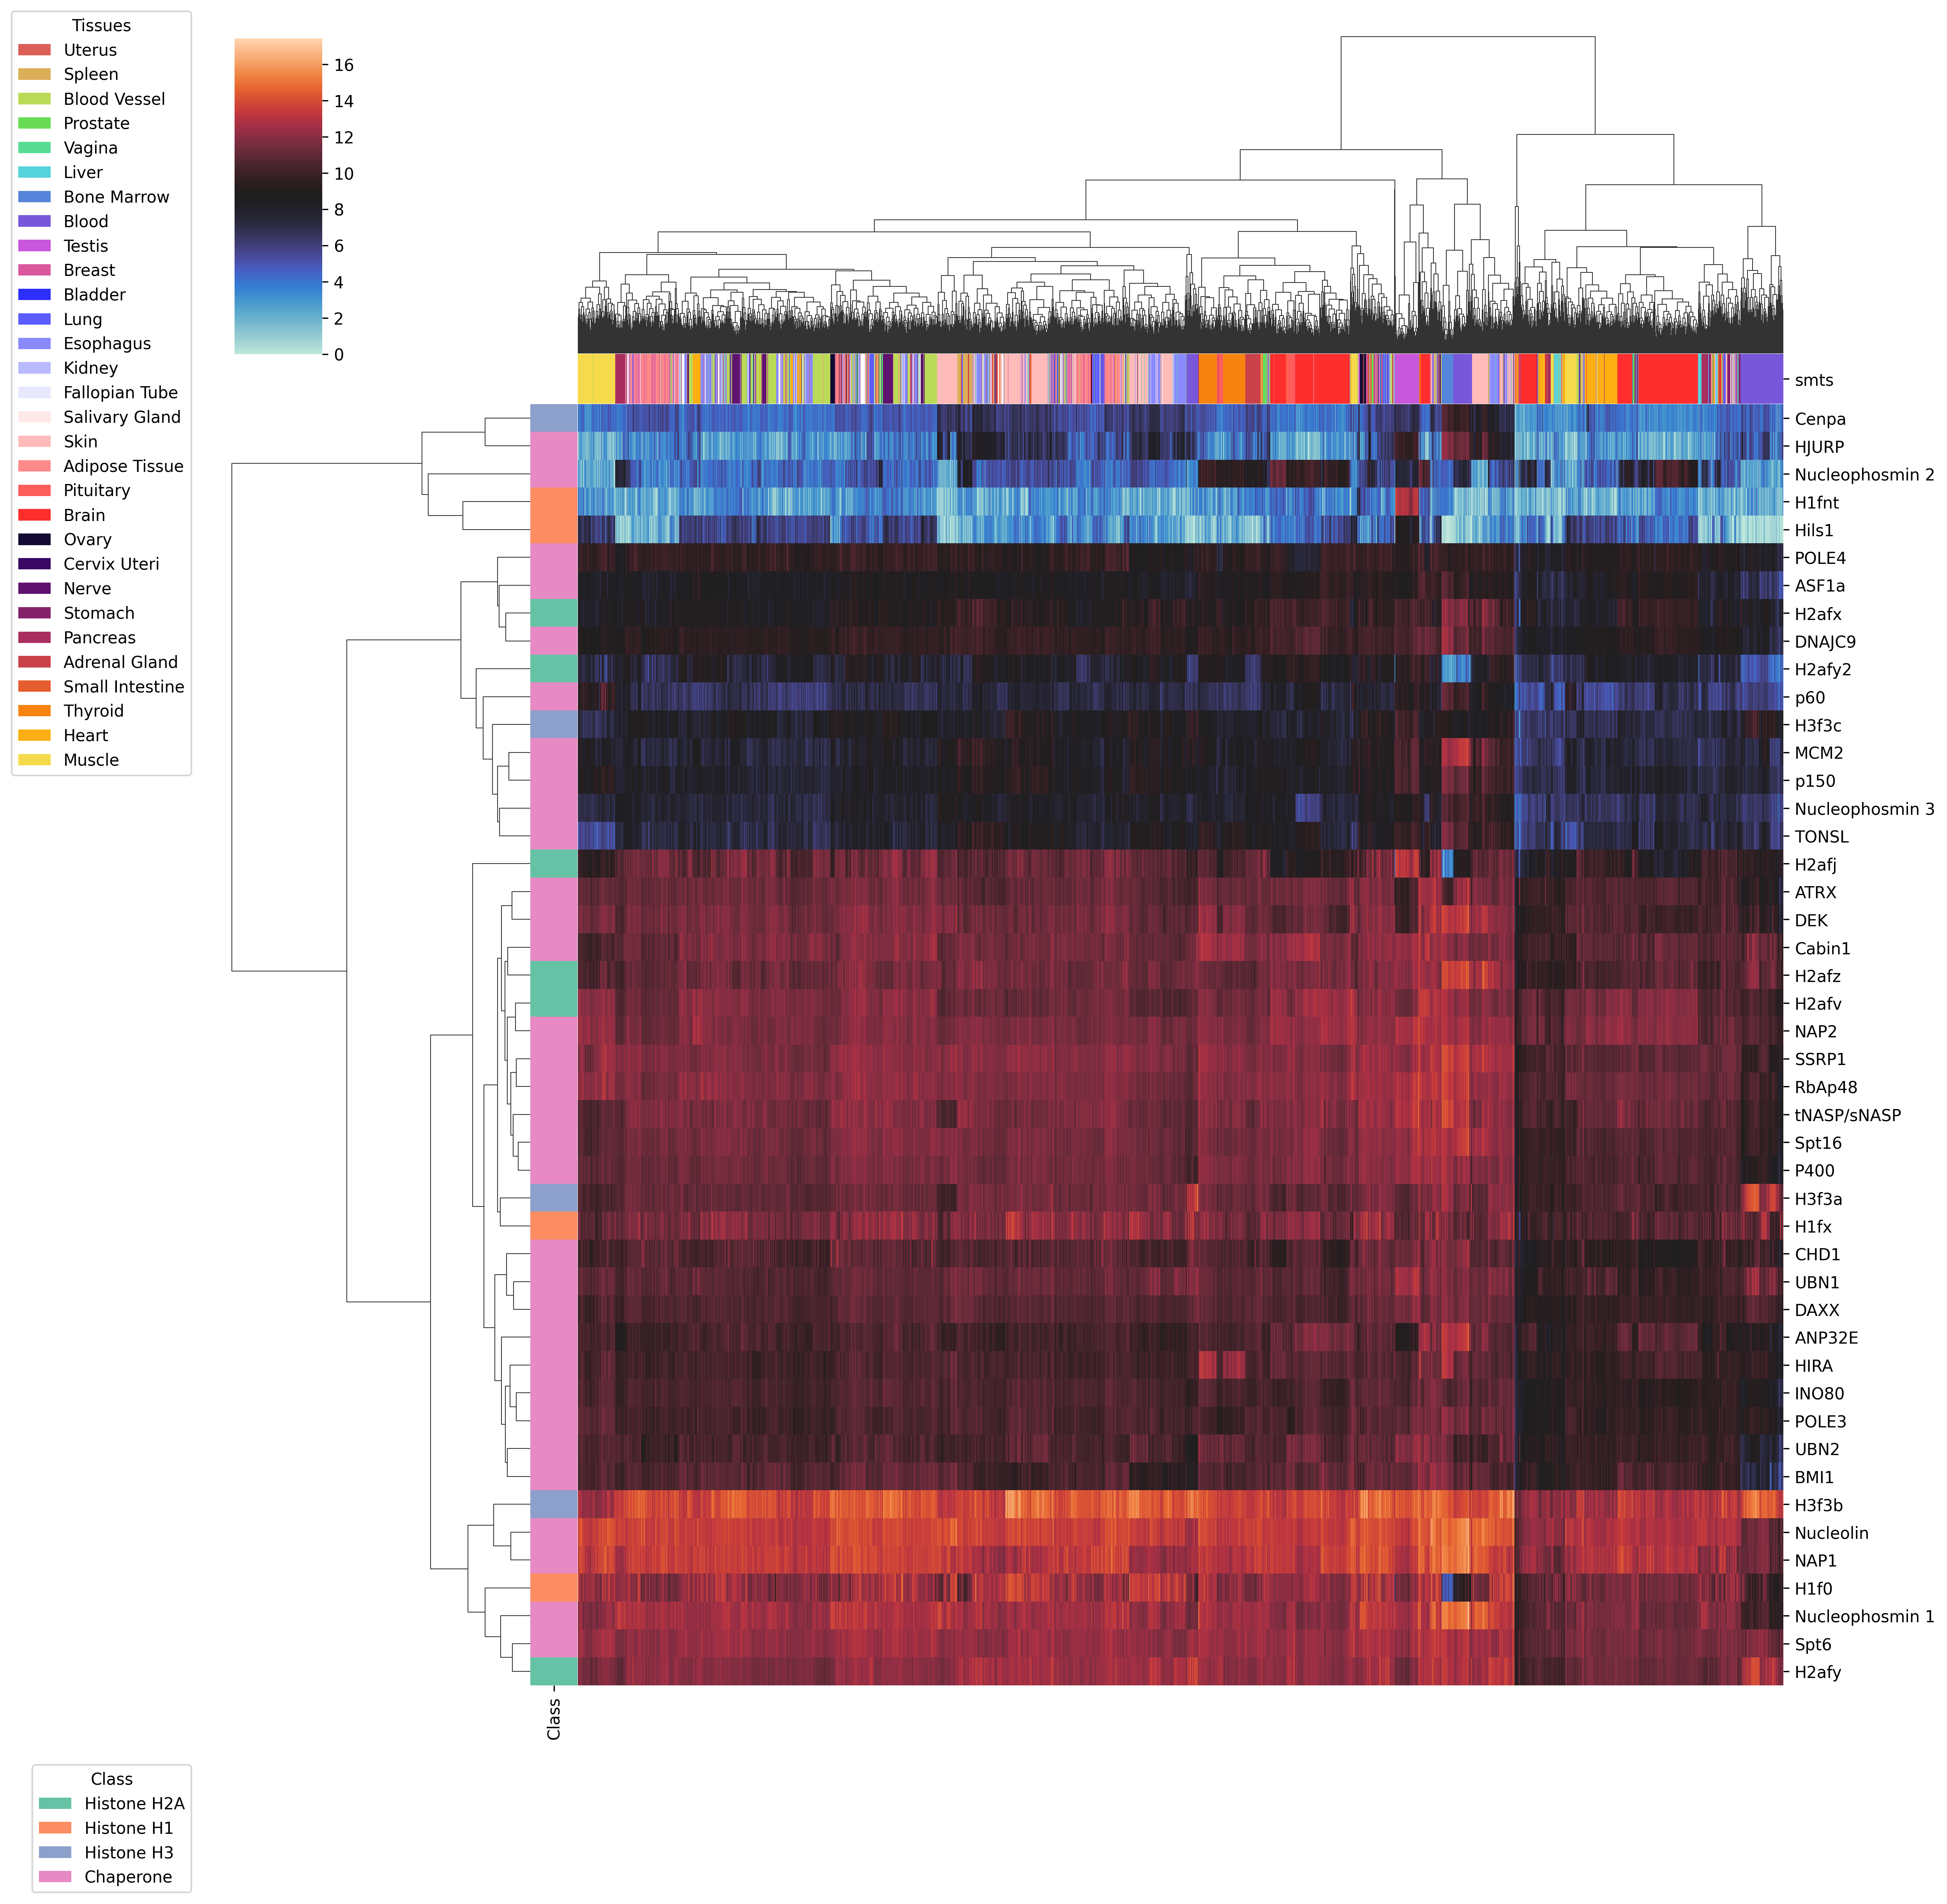 Tissues
Uterus
Spleen
Blood Vessel
Prostate
Vagina
Liver
Bone Marrow
Blood
Testis
Breast
Bladder
Lung
Esophagus
Kidney
Fallopian Tube
Salivary Gland
Skin
Adipose Tissue
Pituitary
Brain
Ovary
Cervix Uteri
Nerve
Stomach
Pancreas
Adrenal Gland
Small Intestine
Thyroid
Heart
Muscle
16
14
12
10
8
6
4
2
0
smts
Cenpa
HJURP
Nucleophosmin 2
H1fnt
Hils1
POLE4
ASF1a
H2afx
DNAJC9
H2afy2
p60
H3f3c
MCM2
p150
Nucleophosmin 3
TONSL
H2afj
ATRX
DEK
Cabin1
H2afz
H2afv
NAP2
SSRP1
RbAp48
tNASP/sNASP
Spt16
P400
H3f3a
H1fx
CHD1
UBN1
DAXX
ANP32E
HIRA
INO80
POLE3
UBN2
BMI1
H3f3b
Nucleolin
NAP1
H1f0
Nucleophosmin 1
Spt6
H2afy
Class
Class
Histone H2A
Histone H1
Histone H3
Chaperone